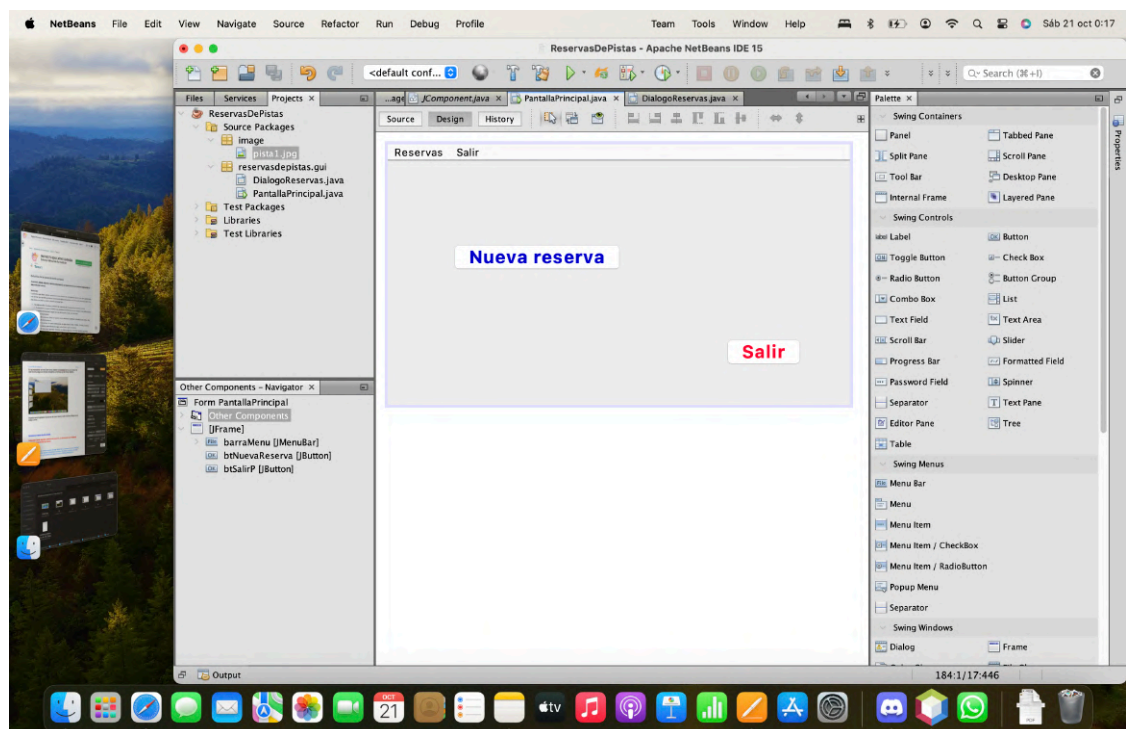 NetBeans File Edit View Navigate Source Refactor Run Debug Profile Team Tools Window Help Sáb 21 oct 0:17
ReservasDePistas - Apache NetBeans IDE 15
<default conf... Search (⌘+I)
Files Services Projects
...age JComponent.java PantallaPrincipal.java DialogoReservas.java
Palette
Properties
ReservasDePistas
Source Packages
image
pista1.jpg
reservasdepistas.gui
DialogoReservas.java
PantallaPrincipal.java
Test Packages
Libraries
Test Libraries
Source Design History
Reservas Salir
Nueva reserva
Salir
Other Components - Navigator
Form PantallaPrincipal
Other Components
[JFrame]
barraMenu [JMenuBar]
btNuevaReserva [JButton]
btSalirP [JButton]
Swing Containers
Panel Tabbed Pane
Split Pane Scroll Pane
Tool Bar Desktop Pane
Internal Frame Layered Pane
Swing Controls
label Label OK Button
Toggle Button Check Box
Radio Button Button Group
Combo Box List
Text Field Text Area
Scroll Bar Slider
Progress Bar Formatted Field
Password Field Spinner
Separator Text Pane
Editor Pane Tree
Table
Swing Menus
Menu Bar
Menu
Menu Item
Menu Item / CheckBox
Menu Item / RadioButton
Popup Menu
Separator
Swing Windows
Dialog Frame
Output 184:1/17:446
OCT
21
tv